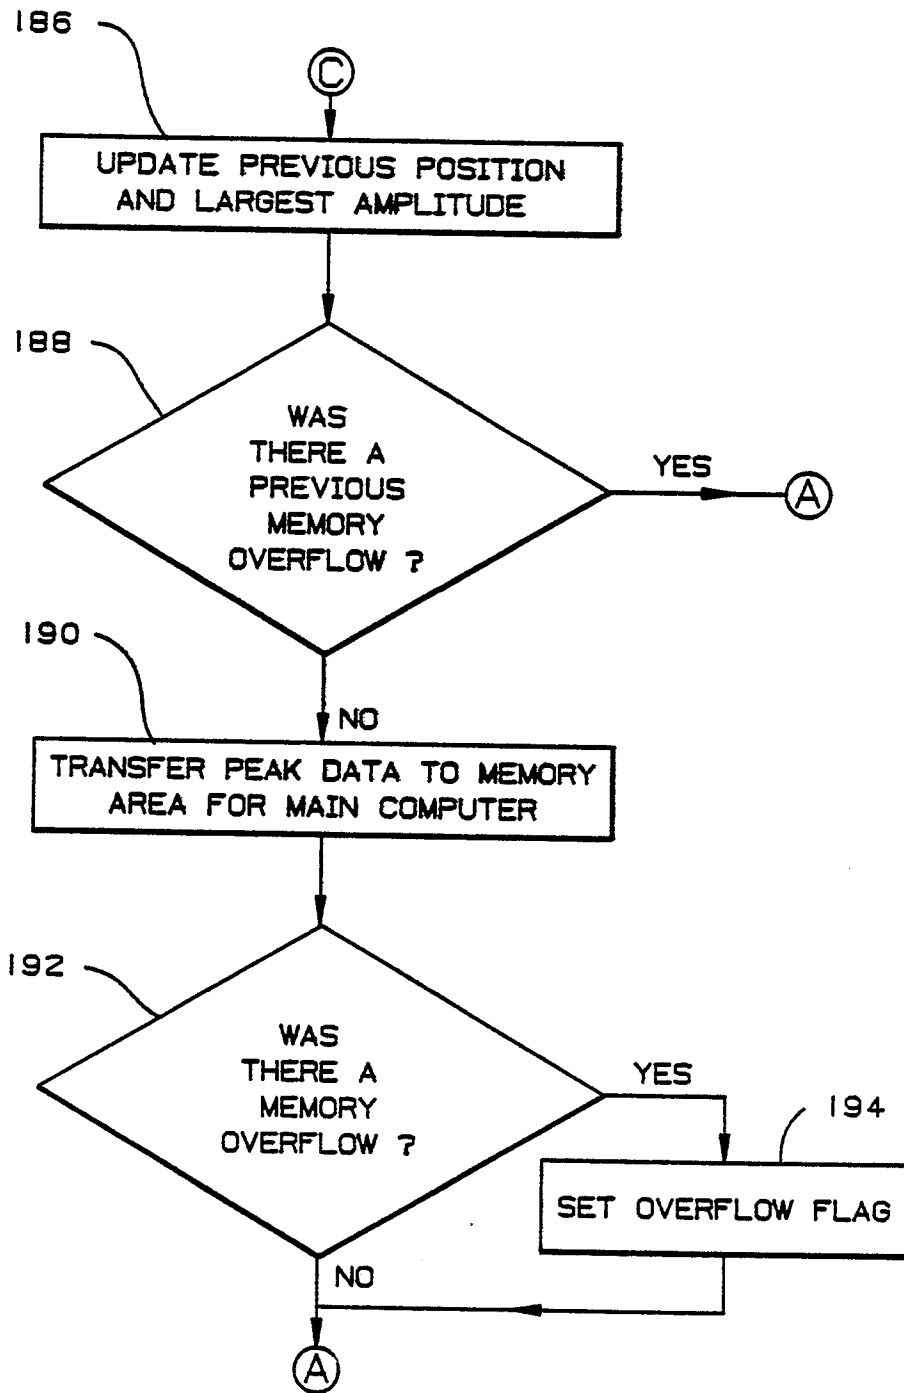 186
C
UPDATE PREVIOUS POSITION
AND LARGEST AMPLITUDE
188
WAS
THERE A
PREVIOUS
MEMORY
OVERFLOW ?
YES
A
190
NO
TRANSFER PEAK DATA TO MEMORY
AREA FOR MAIN COMPUTER
192
WAS
THERE A
MEMORY
OVERFLOW ?
YES
194
SET OVERFLOW FLAG
NO
A